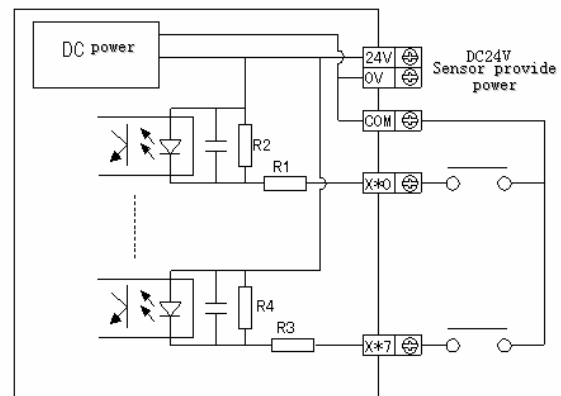 DC power
24V
0V
DC24V
Sensor provide
power
COM
R2
R1
X*0
R4
R3
X*7